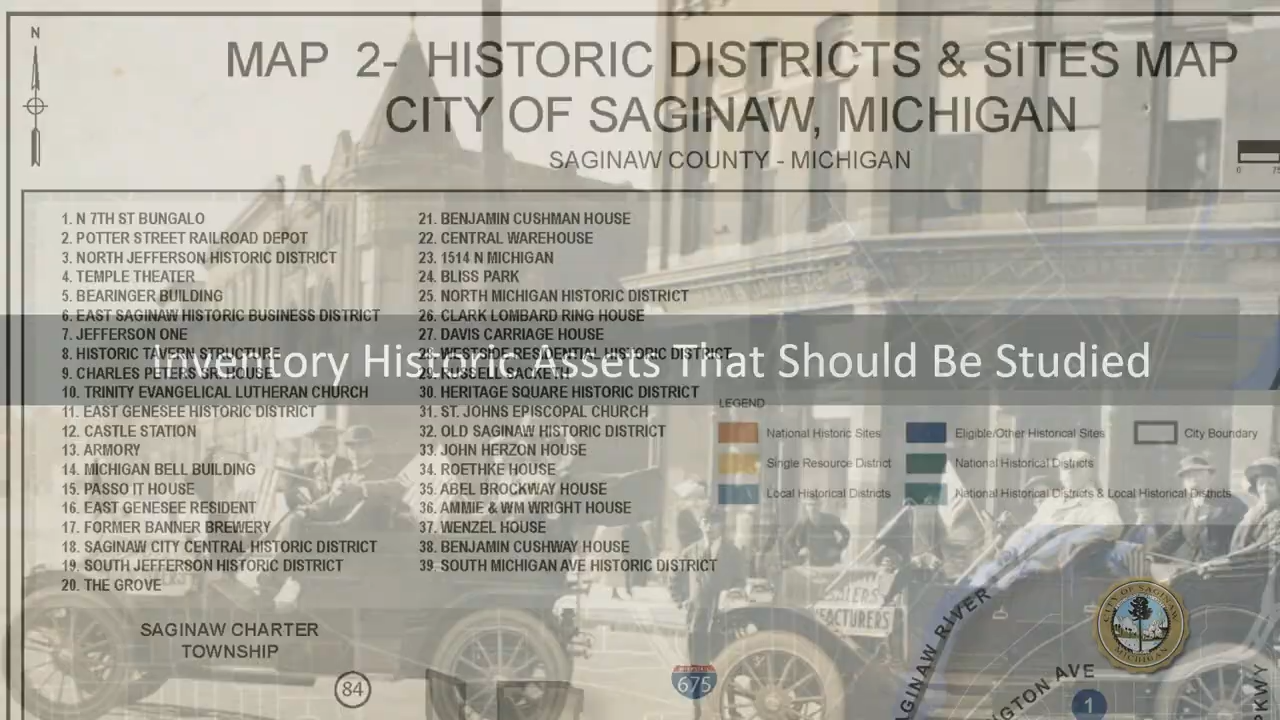 N
MAP 2- HISTORIC DISTRICTS & SITES MAP
CITY OF SAGINAW, MICHIGAN
SAGINAW COUNTY - MICHIGAN
0
1. N 7TH ST BUNGALO
2. POTTER STREET RAILROAD DEPOT
3. NORTH JEFFERSON HISTORIC DISTRICT
4. TEMPLE THEATER
5. BEARINGER BUILDING
6. EAST SAGINAW HISTORIC BUSINESS DISTRICT
7. JEFFERSON ONE
8. HISTORIC TAVERN STRUCTURE
9. CHARLES PETERS SR. HOUSE
10. TRINITY EVANGELICAL LUTHERAN CHURCH
11. EAST GENESEE HISTORIC DISTRICT
12. CASTLE STATION
13. ARMORY
14. MICHIGAN BELL BUILDING
15. PASSO IT HOUSE
16. EAST GENESEE RESIDENT
17. FORMER BANNER BREWERY
18. SAGINAW CITY CENTRAL HISTORIC DISTRICT
19. SOUTH JEFFERSON HISTORIC DISTRICT
20. THE GROVE
21. BENJAMIN CUSHMAN HOUSE
22. CENTRAL WAREHOUSE
23. 1514 N MICHIGAN
24. BLISS PARK
25. NORTH MICHIGAN HISTORIC DISTRICT
26. CLARK LOMBARD RING HOUSE
27. DAVIS CARRIAGE HOUSE
28. WESTSIDE RESIDENTIAL HISTORIC DISTRICT
29. RUSSELL SACKETH
30. HERITAGE SQUARE HISTORIC DISTRICT
31. ST. JOHNS EPISCOPAL CHURCH
32. OLD SAGINAW HISTORIC DISTRICT
33. JOHN HERZON HOUSE
34. ROETHKE HOUSE
35. ABEL BROCKWAY HOUSE
36. AMMIE & WM WRIGHT HOUSE
37. WENZEL HOUSE
38. BENJAMIN CUSHWAY HOUSE
39. SOUTH MICHIGAN AVE HISTORIC DISTRICT
Inventory Historic Assets That Should Be Studied
LEGEND
National Historic Sites
Single Resource District
Local Historical Districts
Eligible/Other Historical Sites
National Historical Districts
National Historical Districts & Local Historical Districts
City Boundary
SAGINAW CHARTER
TOWNSHIP
84
675
AGINAW RIVER
NGTON AVE
1
PKWY
CITY OF SAGINAW
MICHIGAN